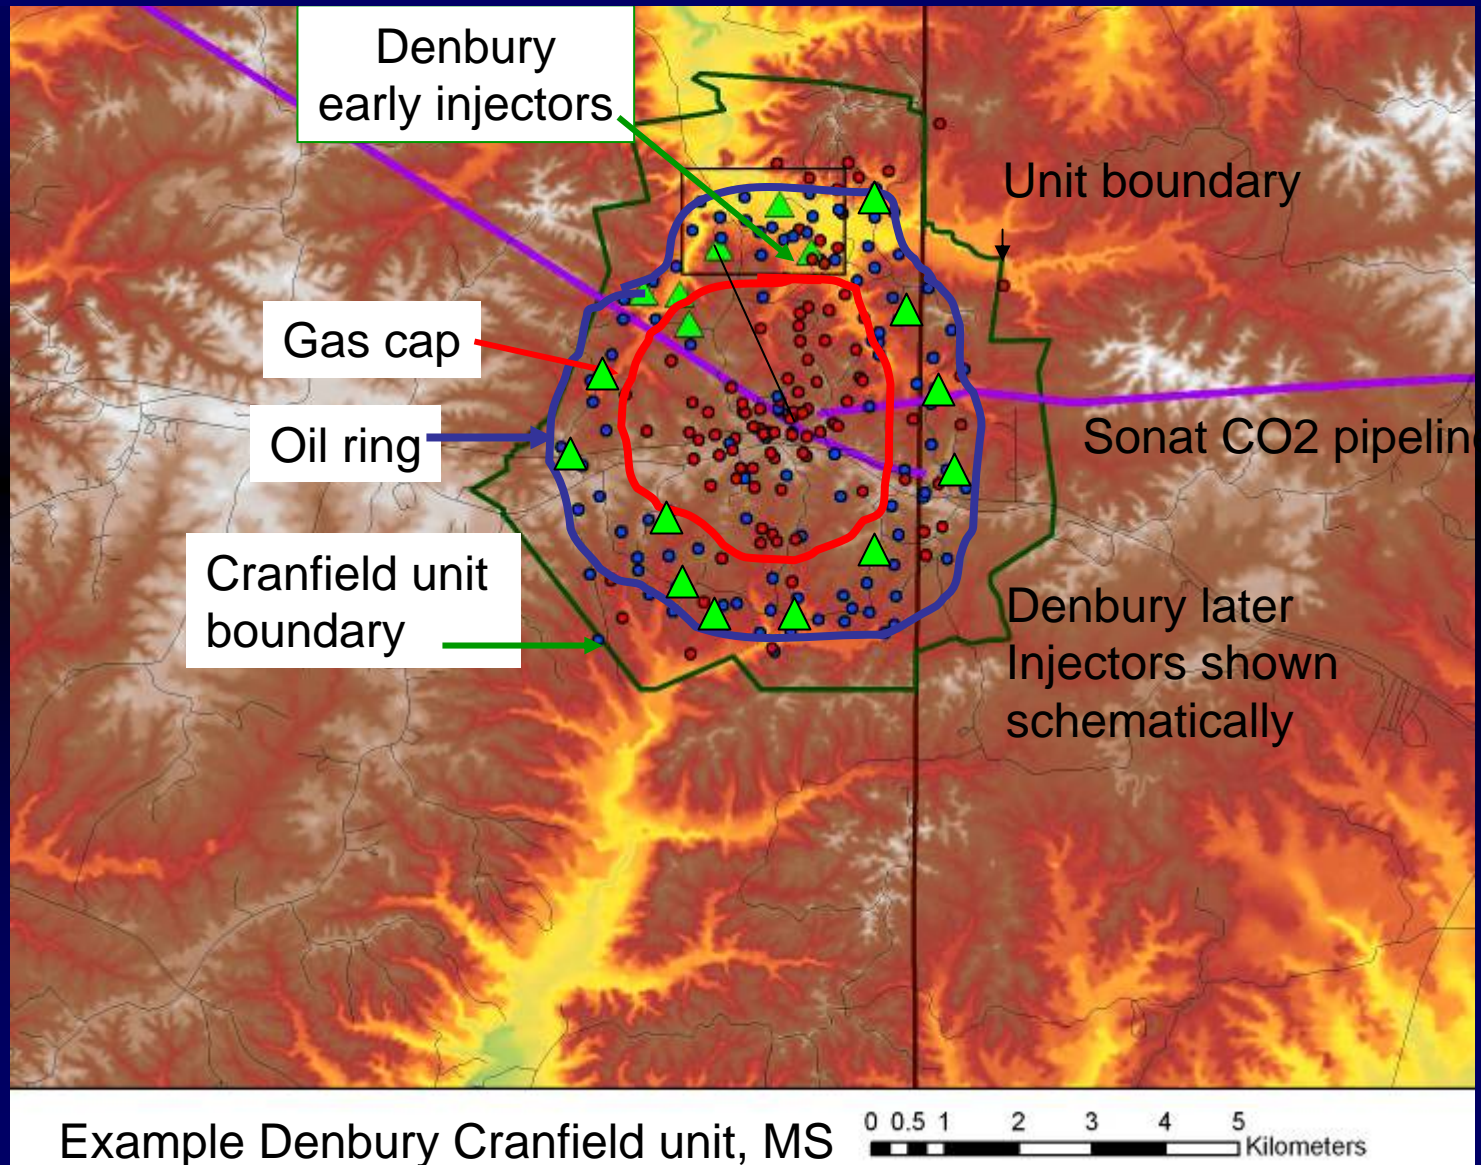 Denbury
early injectors
Unit boundary
Gas cap
Oil ring
Sonat CO2 pipelin
Cranfield unit
boundary
Denbury later
Injectors shown
schematically
Example Denbury Cranfield unit, MS
0 0.5 1 2 3 4 5
Kilometers